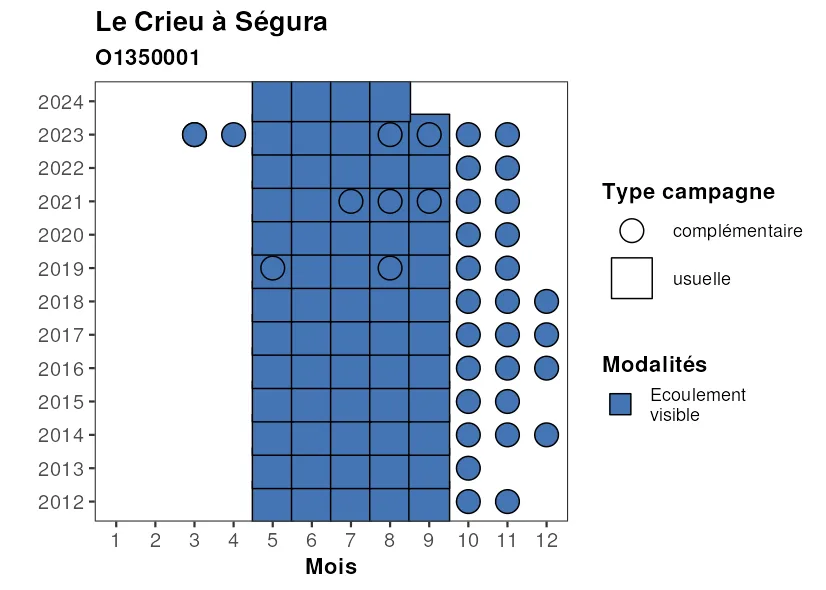 Le Crieu à Ségura
O1350001
2024
2023
2022
2021
2020
2019
2018
2017
2016
2015
2014
2013
2012
1 2 3 4 5 6 7 8 9 10 11 12
Mois
Type campagne
complémentaire
usuelle
Modalités
Ecoulement
visible